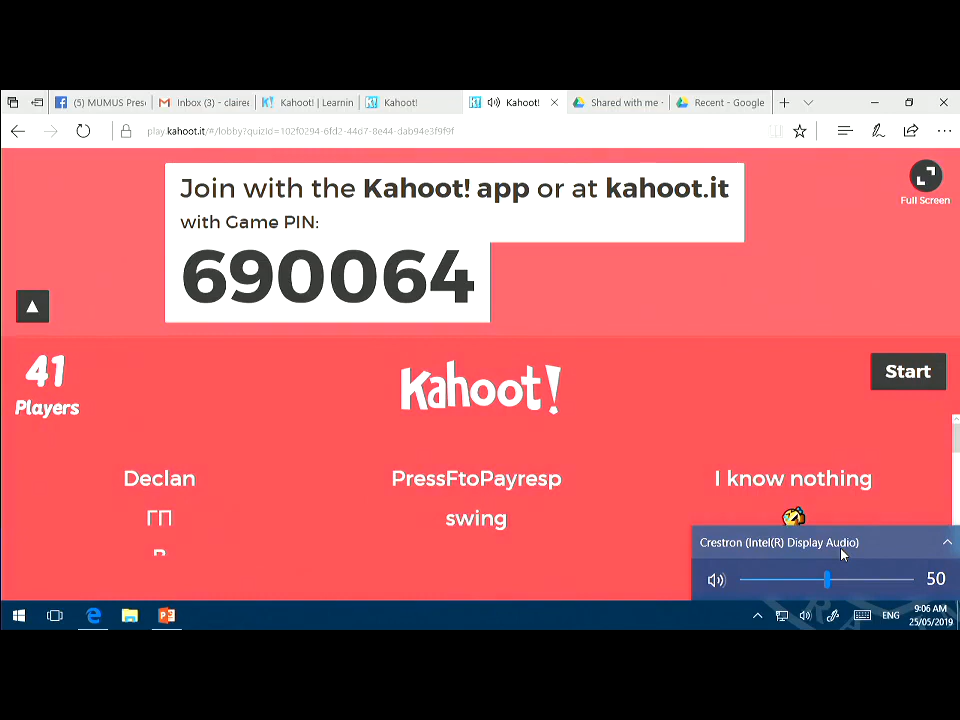 (5) MUMUS Pres
Inbox (3) - clairee
Kahoot! | Learnin
Kahoot!
Kahoot!
Shared with me -
Recent - Google
play.kahoot.it/#/lobby?quizId=102f0294-6fd2-44d7-8e44-dab94e3f9f9f
Join with the Kahoot! app or at kahoot.it
with Game PIN:
690064
Full Screen
41
Players
Kahoot!
Start
Declan
PressFtoPayresp
I know nothing
ГП
swing
Crestron (Intel(R) Display Audio)
50
ENG
9:06 AM
25/05/2019